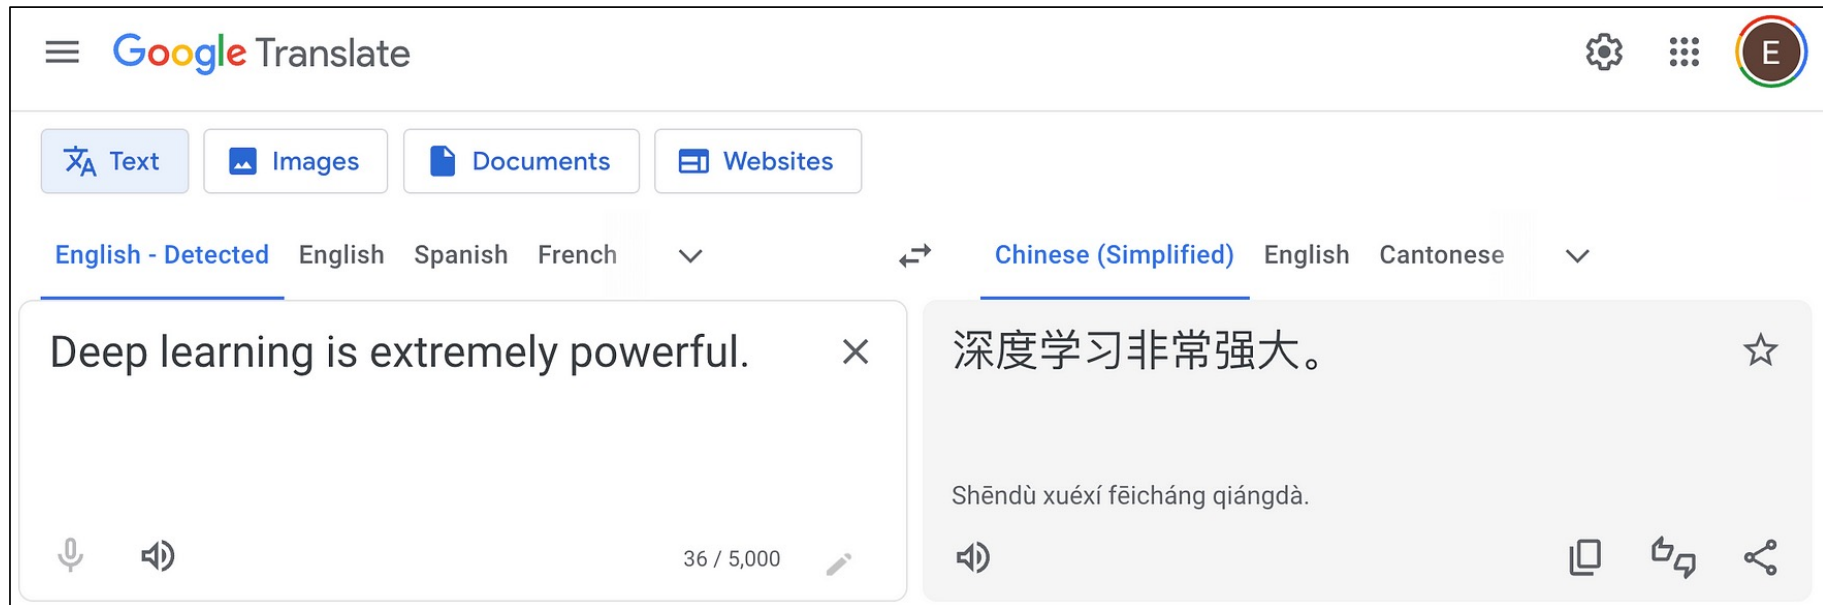 Google Translate
E
Text Images Documents Websites
English - Detected English Spanish French
Chinese (Simplified) English Cantonese
Deep learning is extremely powerful.
深度学习非常强大。
Shēndù xuéxí fēicháng qiángdà.
36 / 5,000